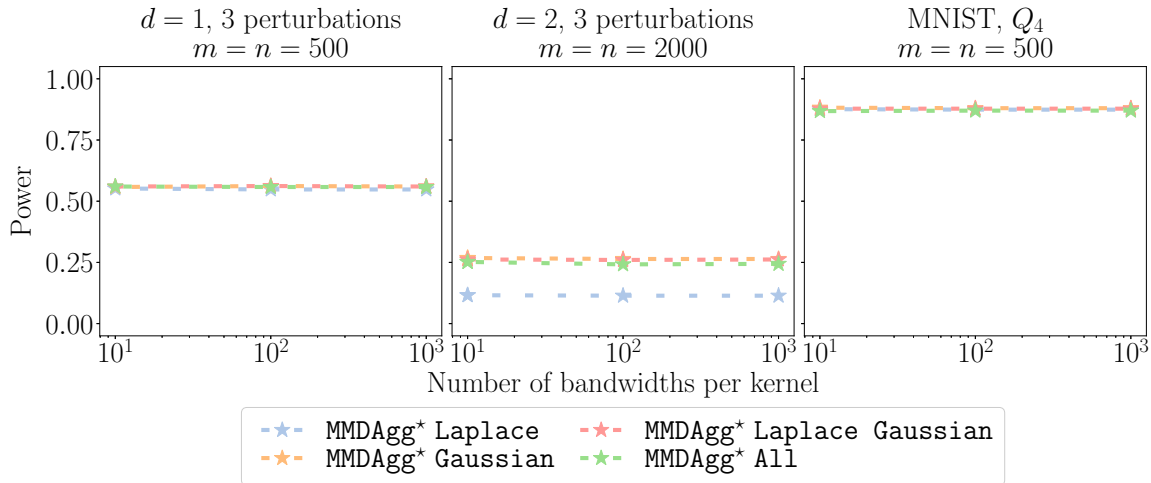 d = 1, 3 perturbations
m = n = 500
d = 2, 3 perturbations
m = n = 2000
MNIST, Q₄
m = n = 500
Power
1.00
0.75
0.50
0.25
0.00
10¹ 10² 10³
10¹ 10² 10³
10¹ 10² 10³
Number of bandwidths per kernel
MMDAgg⋆ Laplace
MMDAgg⋆ Gaussian
MMDAgg⋆ Laplace Gaussian
MMDAgg⋆ All